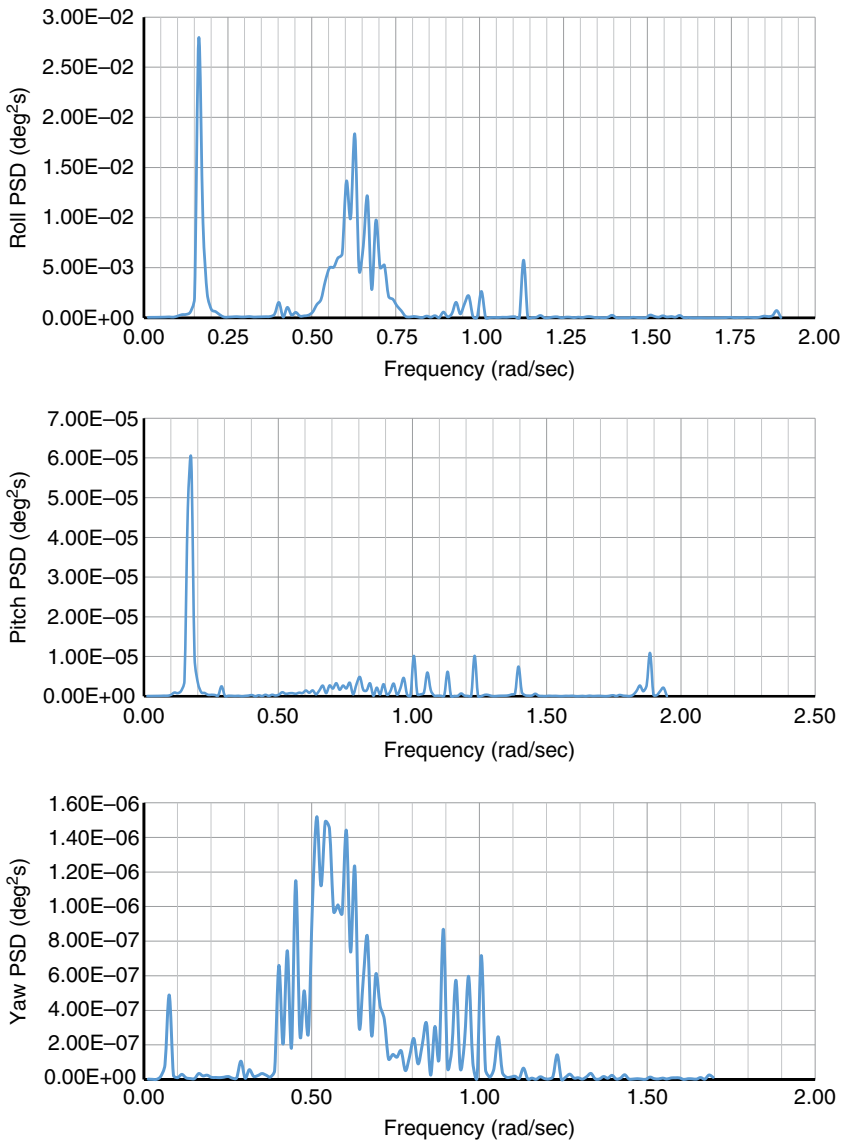 3.00E–02
2.50E–02
2.00E–02
1.50E–02
1.00E–02
5.00E–03
0.00E+00
Roll PSD (deg²s)
0.00 0.25 0.50 0.75 1.00 1.25 1.50 1.75 2.00
Frequency (rad/sec)
7.00E–05
6.00E–05
5.00E–05
4.00E–05
3.00E–05
2.00E–05
1.00E–05
0.00E+00
Pitch PSD (deg²s)
0.00 0.50 1.00 1.50 2.00 2.50
Frequency (rad/sec)
1.60E–06
1.40E–06
1.20E–06
1.00E–06
8.00E–07
6.00E–07
4.00E–07
2.00E–07
0.00E+00
Yaw PSD (deg²s)
0.00 0.50 1.00 1.50 2.00
Frequency (rad/sec)